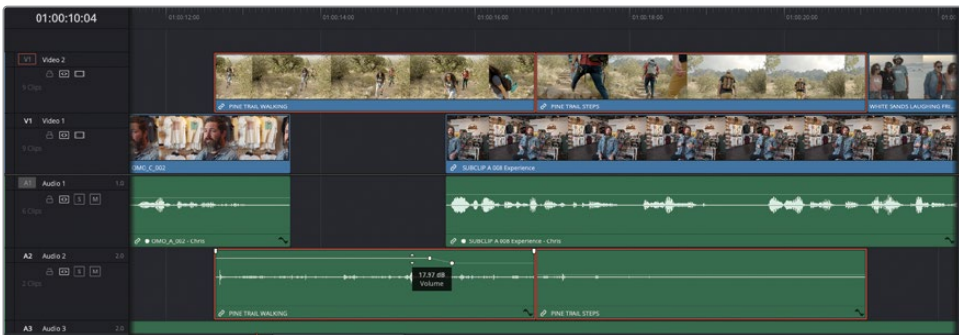 01:00:10:04
01:00:12:00
01:00:14:00
01:00:16:00
01:00:18:00
01:00:20:00
V1 Video 2
6 Clips
PINE TRAIL WALKING
PINE TRAIL STEPS
WHITE SANDS LAUGHING FRI...
V1 Video 1
9 Clips
OMO_C_002
SUBCLIP A 008 Experience
A1 Audio 1 1.0
S M
6 Clips
OMO_A_002 - Chris
SUBCLIP A 008 Experience - Chris
A2 Audio 2 2.0
S M
2 Clips
17.97 dB
Volume
PINE TRAIL WALKING
PINE TRAIL STEPS
A3 Audio 3 2.0